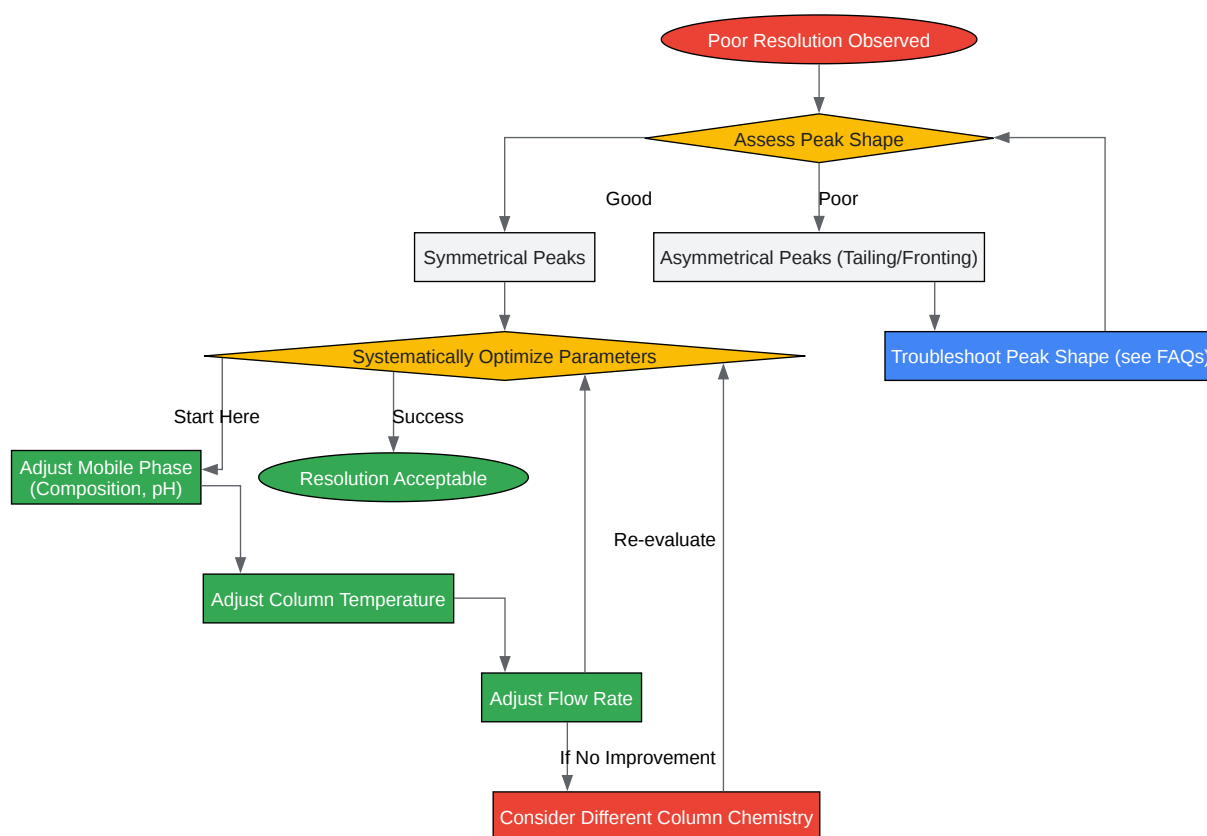 Poor Resolution Observed
Assess Peak Shape
Good
Poor
Symmetrical Peaks
Asymmetrical Peaks (Tailing/Fronting)
Systematically Optimize Parameters
Troubleshoot Peak Shape (see FAQs)
Start Here
Success
Adjust Mobile Phase
(Composition, pH)
Resolution Acceptable
Re-evaluate
Adjust Column Temperature
Adjust Flow Rate
If No Improvement
Consider Different Column Chemistry